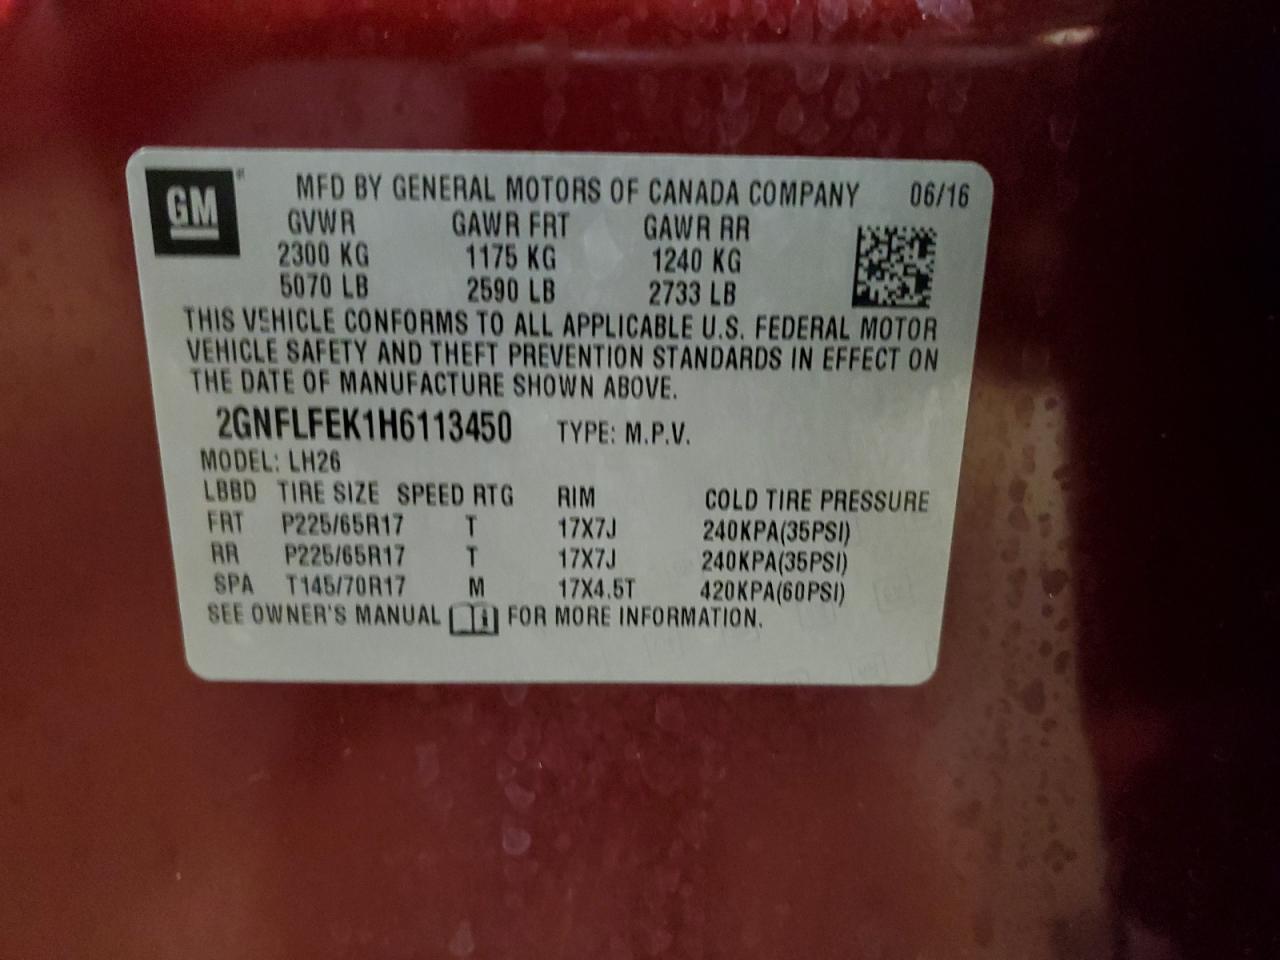 GM
MFD BY GENERAL MOTORS OF CANADA COMPANY 06/16
GVWR GAWR FRT GAWR RR
2300 KG 1175 KG 1240 KG
5070 LB 2590 LB 2733 LB
THIS VEHICLE CONFORMS TO ALL APPLICABLE U.S. FEDERAL MOTOR
VEHICLE SAFETY AND THEFT PREVENTION STANDARDS IN EFFECT ON
THE DATE OF MANUFACTURE SHOWN ABOVE.
2GNFLFEK1H6113450 TYPE: M.P.V.
MODEL: LH26
LBBD TIRE SIZE SPEED RTG RIM COLD TIRE PRESSURE
FRT P225/65R17 T 17X7J 240KPA(35PSI)
RR P225/65R17 T 17X7J 240KPA(35PSI)
SPA T145/70R17 M 17X4.5T 420KPA(60PSI)
SEE OWNER'S MANUAL FOR MORE INFORMATION.